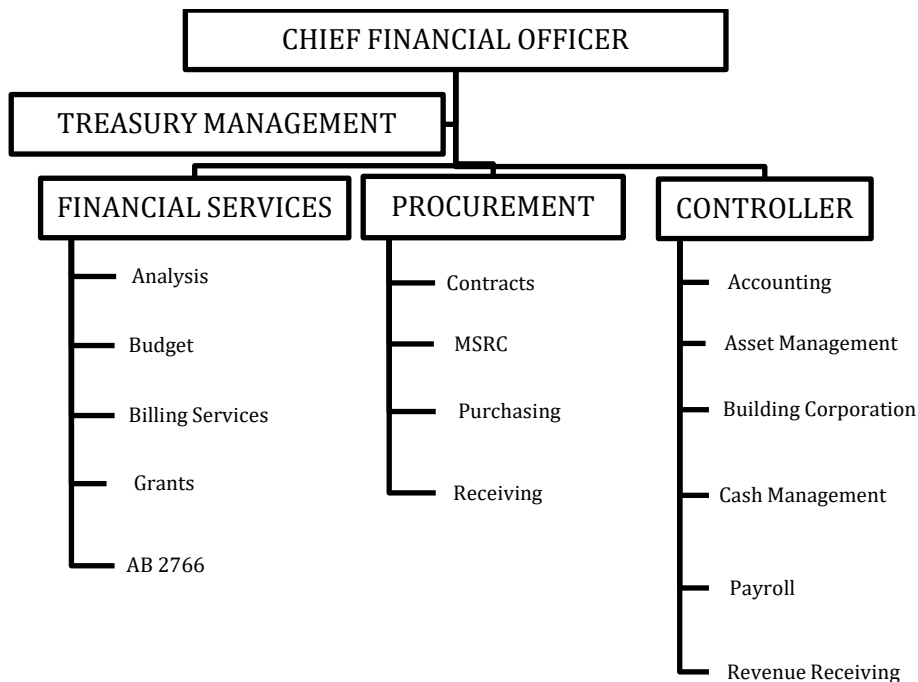 CHIEF FINANCIAL OFFICER
TREASURY MANAGEMENT
FINANCIAL SERVICES
Analysis
Budget
Billing Services
Grants
AB 2766
PROCUREMENT
Contracts
MSRC
Purchasing
Receiving
CONTROLLER
Accounting
Asset Management
Building Corporation
Cash Management
Payroll
Revenue Receiving